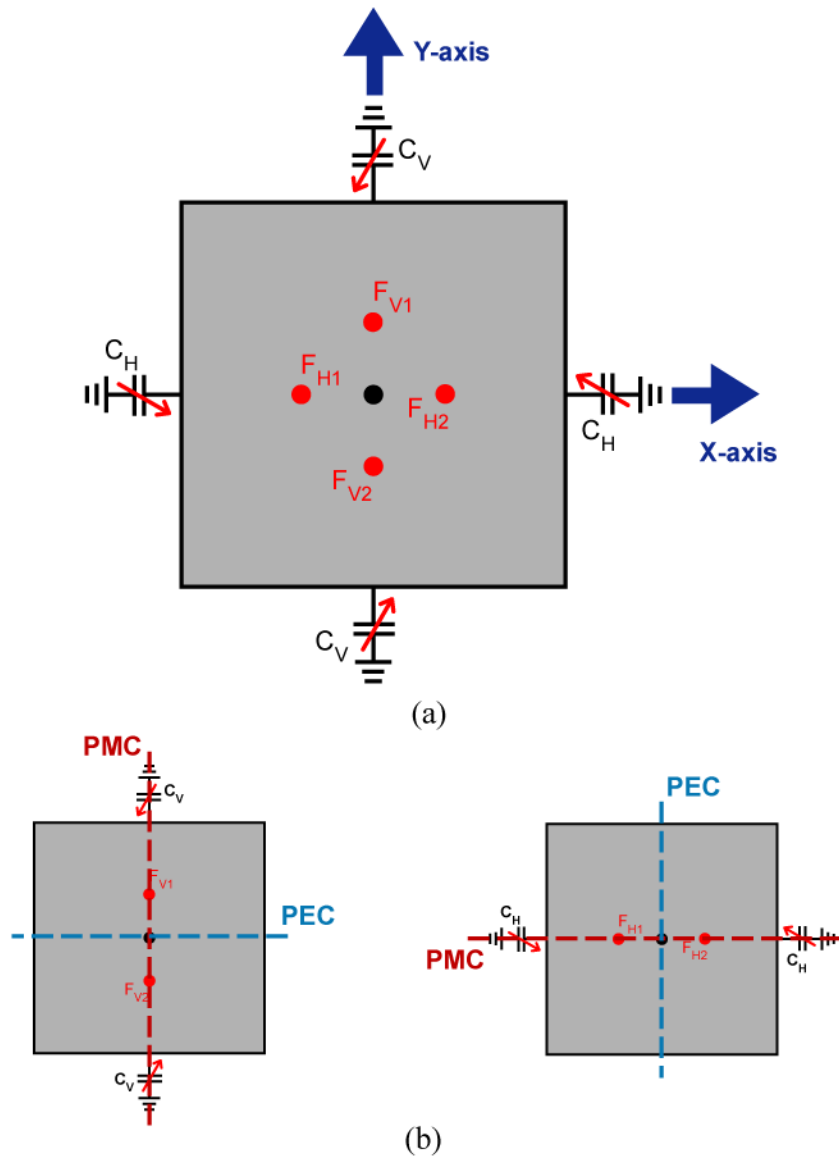 Y-axis
C_V
F_V1
C_H
F_H1
F_H2
C_H
X-axis
F_V2
C_V
(a)
PMC
C_V
F_V1
PEC
F_V2
C_V
PEC
C_H
F_H1
F_H2
PMC
C_H
(b)